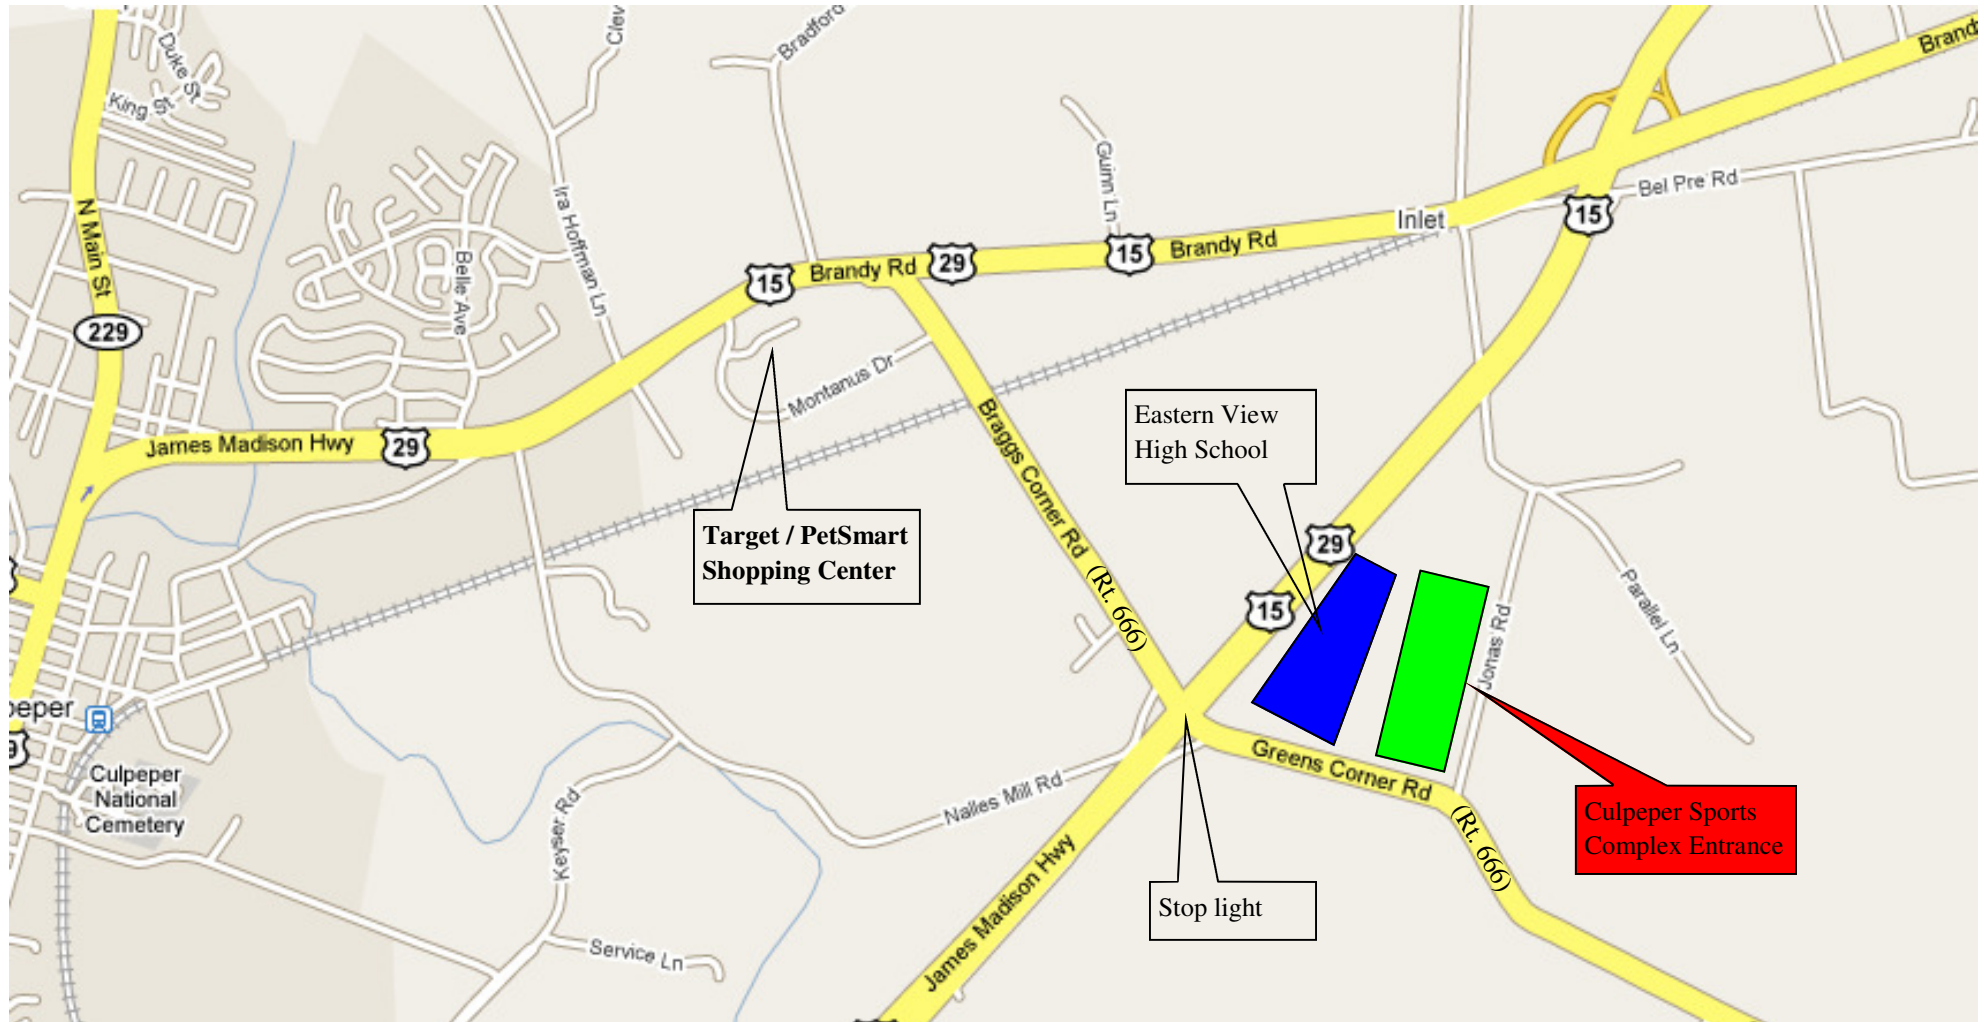 Duke St
King St
Clev
Bradford
Brand
N Main St
229
Belle Ave
Ira Hoffman Ln
Guinn Ln
Inlet
Bel Pre Rd
15
15
Brandy Rd
29
15
Brandy Rd
James Madison Hwy
29
Montanus Dr
Braggs Corner Rd
(Rt. 666)
Eastern View
High School
Target / PetSmart
Shopping Center
29
15
Jonas Rd
Parallel Ln
peper
9
Culpeper
National
Cemetery
Keyser Rd
Service Ln
Nalles Mill Rd
Greens Corner Rd
(Rt. 666)
James Madison Hwy
Stop light
Culpeper Sports
Complex Entrance